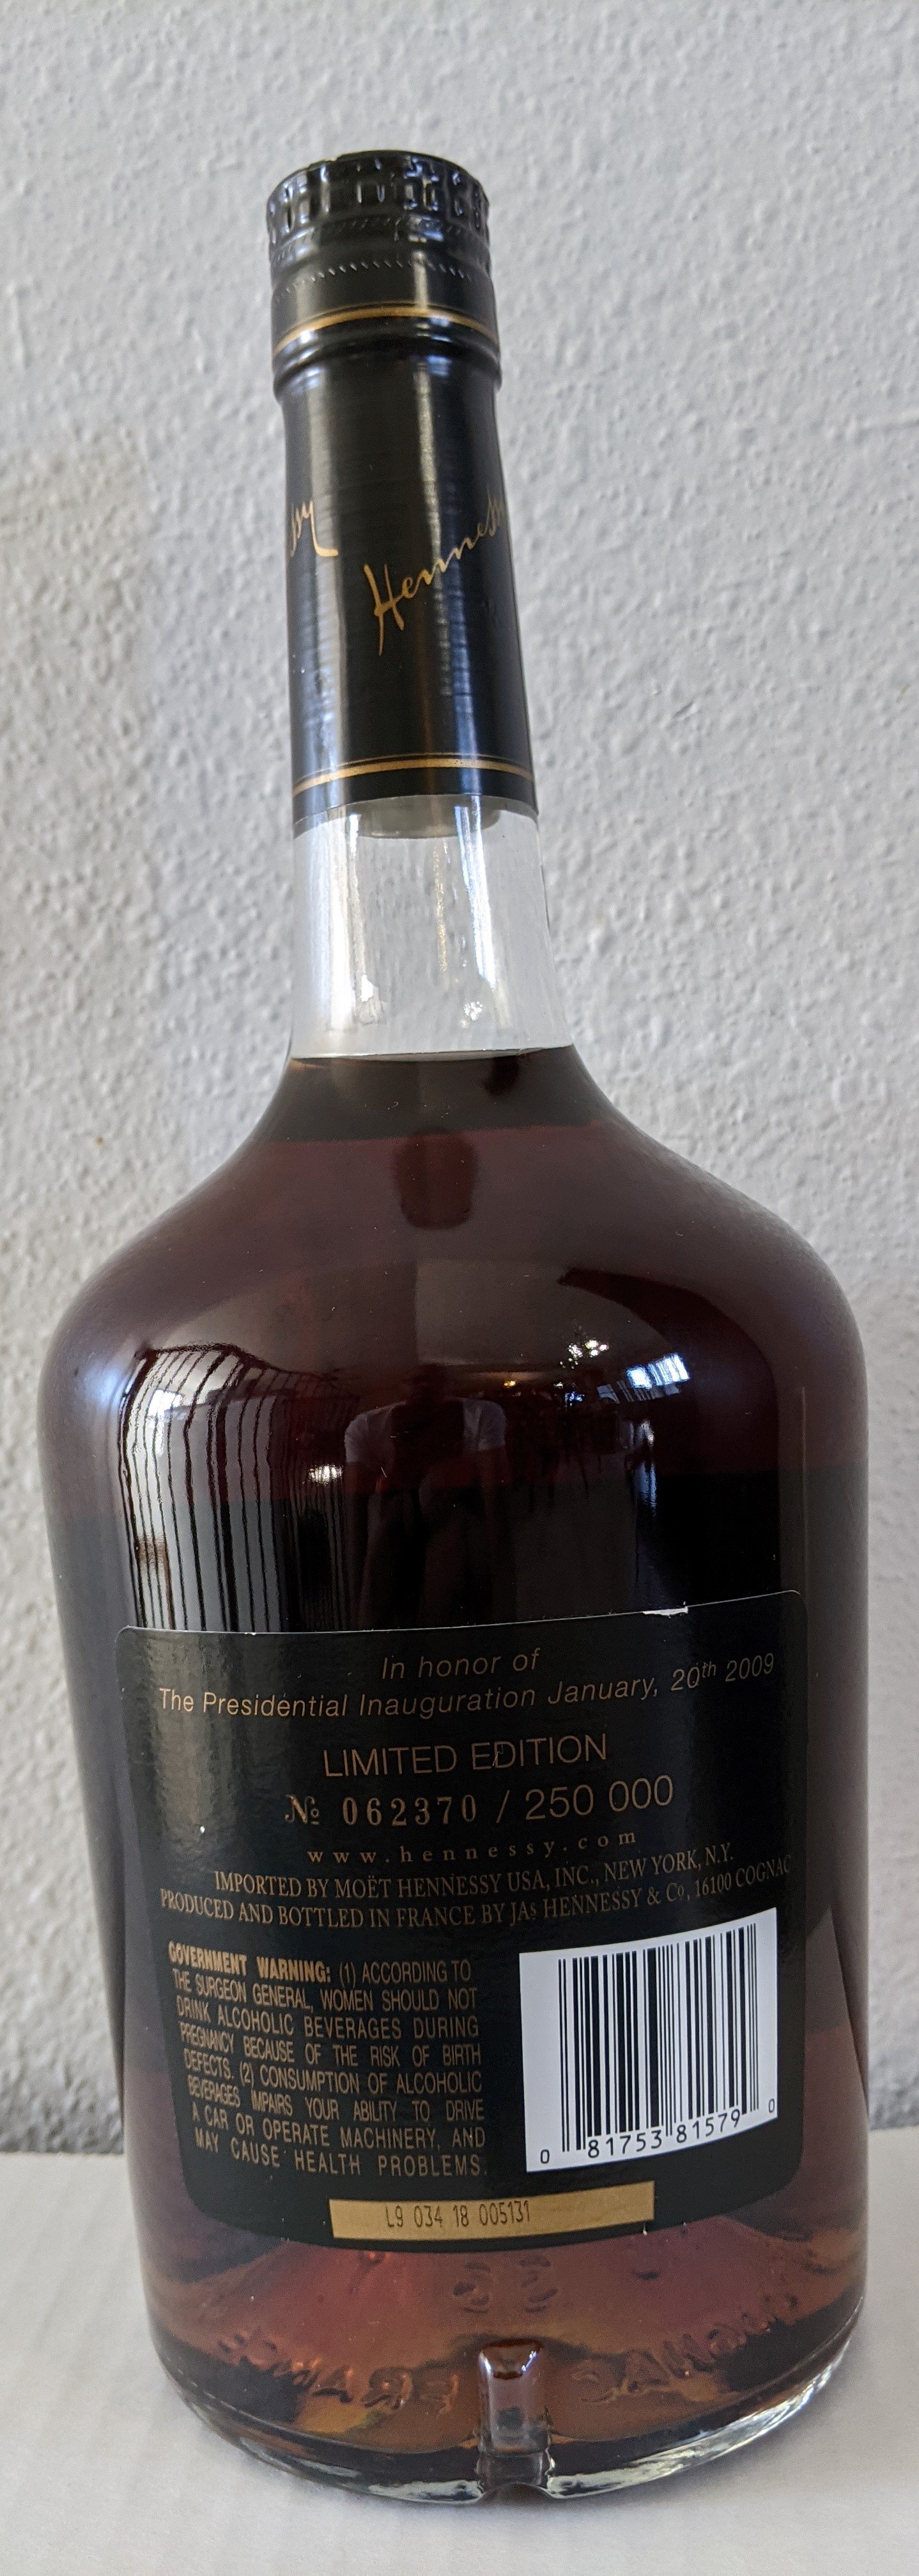 Hennessy
In honor of
The Presidential Inauguration January, 20th 2009
LIMITED EDITION
№ 062370 / 250 000
www.hennessy.com
IMPORTED BY MOËT HENNESSY USA, INC., NEW YORK, N.Y.
PRODUCED AND BOTTLED IN FRANCE BY JAs HENNESSY & Co, 16100 COGNAC
GOVERNMENT WARNING: (1) ACCORDING TO
THE SURGEON GENERAL, WOMEN SHOULD NOT
DRINK ALCOHOLIC BEVERAGES DURING
PREGNANCY BECAUSE OF THE RISK OF BIRTH
DEFECTS. (2) CONSUMPTION OF ALCOHOLIC
BEVERAGES IMPAIRS YOUR ABILITY TO DRIVE
A CAR OR OPERATE MACHINERY, AND
MAY CAUSE HEALTH PROBLEMS.
0 81753 81579 0
L9 034 18 005131